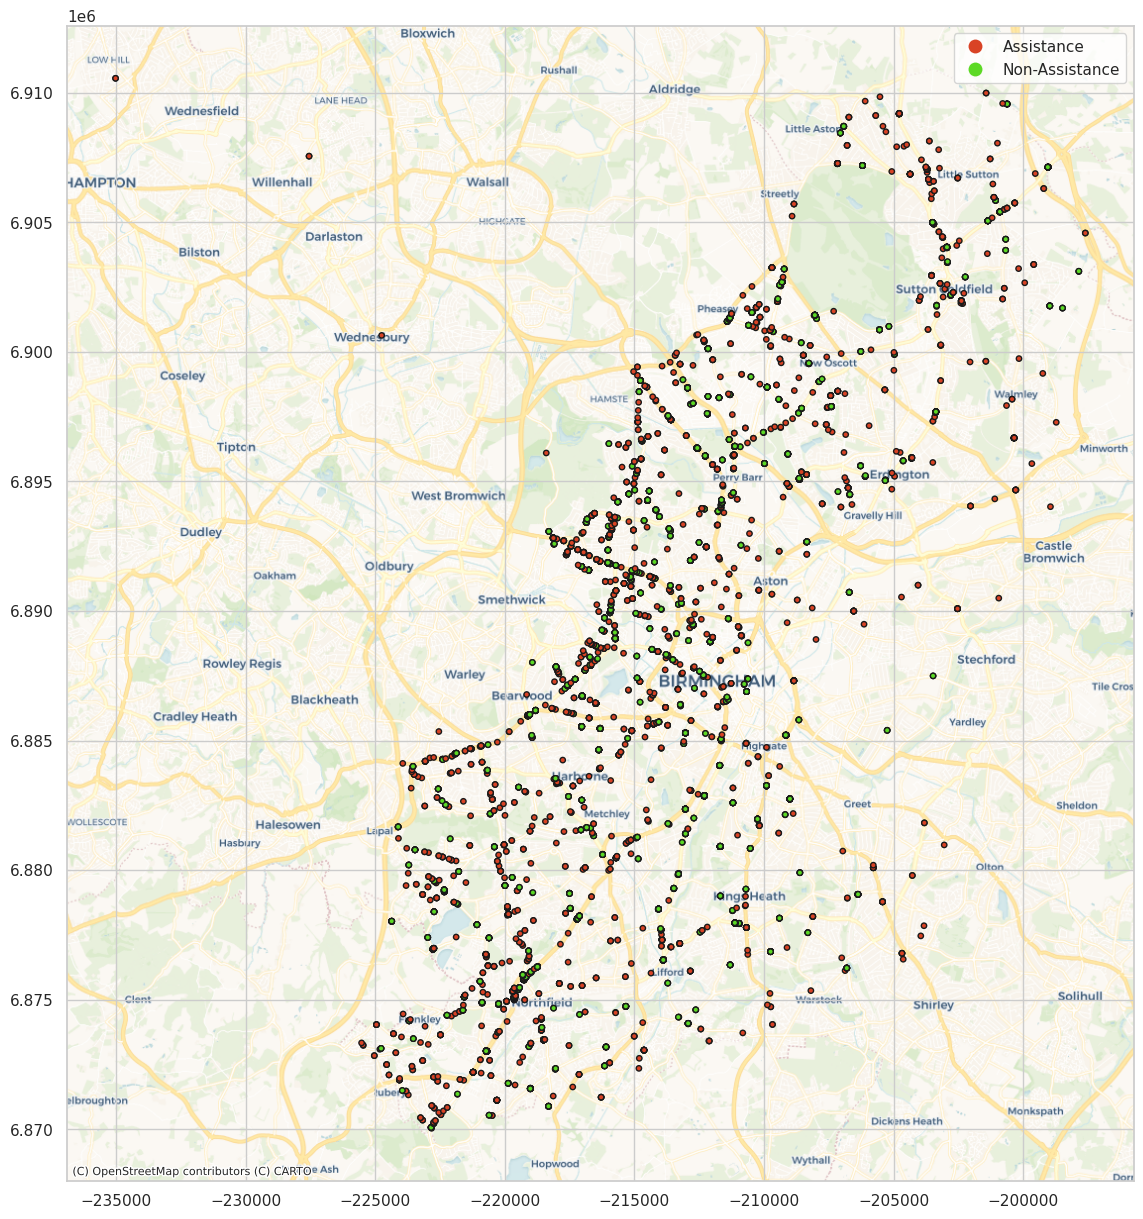 1e6
Bloxwich
LOW HILL
Rushall
Assistance
Non-Assistance
6.910
Wednesfield
LANE HEAD
Aldridge
Little Aston
HAMPTON
Willenhall
Walsall
Little Sutton
Streetly
6.905
HIGHGATE
Bilston
Darlaston
Sutton Coldfield
Pheasey
6.900
Wednesbury
New Oscott
Coseley
HAMSTE
Walmley
Tipton
Minworth
6.895
Perry Barr
Erdington
West Bromwich
Gravelly Hill
Dudley
Castle
Bromwich
Oldbury
Oakham
Aston
6.890
Smethwick
Rowley Regis
Stechford
Warley
BIRMINGHAM
Blackheath
Bearwood
Tile Cros
Cradley Heath
Yardley
6.885
Highgate
Harborne
Greet
Sheldon
WOLLESCOTE
Halesowen
Metchley
Lapal
Hasbury
6.880
Olton
Kings Heath
Lifford
6.875
Clent
Northfield
Warstock
Shirley
Solihull
Frankley
elbroughton
Rubery
Monkspath
6.870
Dickens Heath
Wythall
Hopwood
(C) OpenStreetMap contributors (C) CARTO
ne Ash
Dorr
−235000
−230000
−225000
−220000
−215000
−210000
−205000
−200000